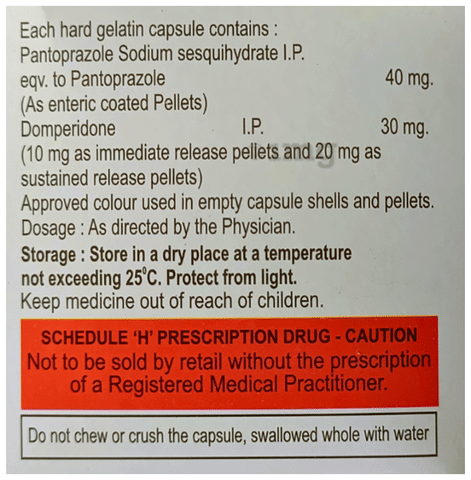 Each hard gelatin capsule contains :
Pantoprazole Sodium sesquihydrate I.P.
eqv. to Pantoprazole 40 mg.
(As enteric coated Pellets)
Domperidone I.P. 30 mg.
(10 mg as immediate release pellets and 20 mg as
sustained release pellets)
Approved colour used in empty capsule shells and pellets.
Dosage : As directed by the Physician.
Storage : Store in a dry place at a temperature
not exceeding 25°C. Protect from light.
Keep medicine out of reach of children.
SCHEDULE 'H' PRESCRIPTION DRUG - CAUTION
Not to be sold by retail without the prescription
of a Registered Medical Practitioner.
Do not chew or crush the capsule, swallowed whole with water